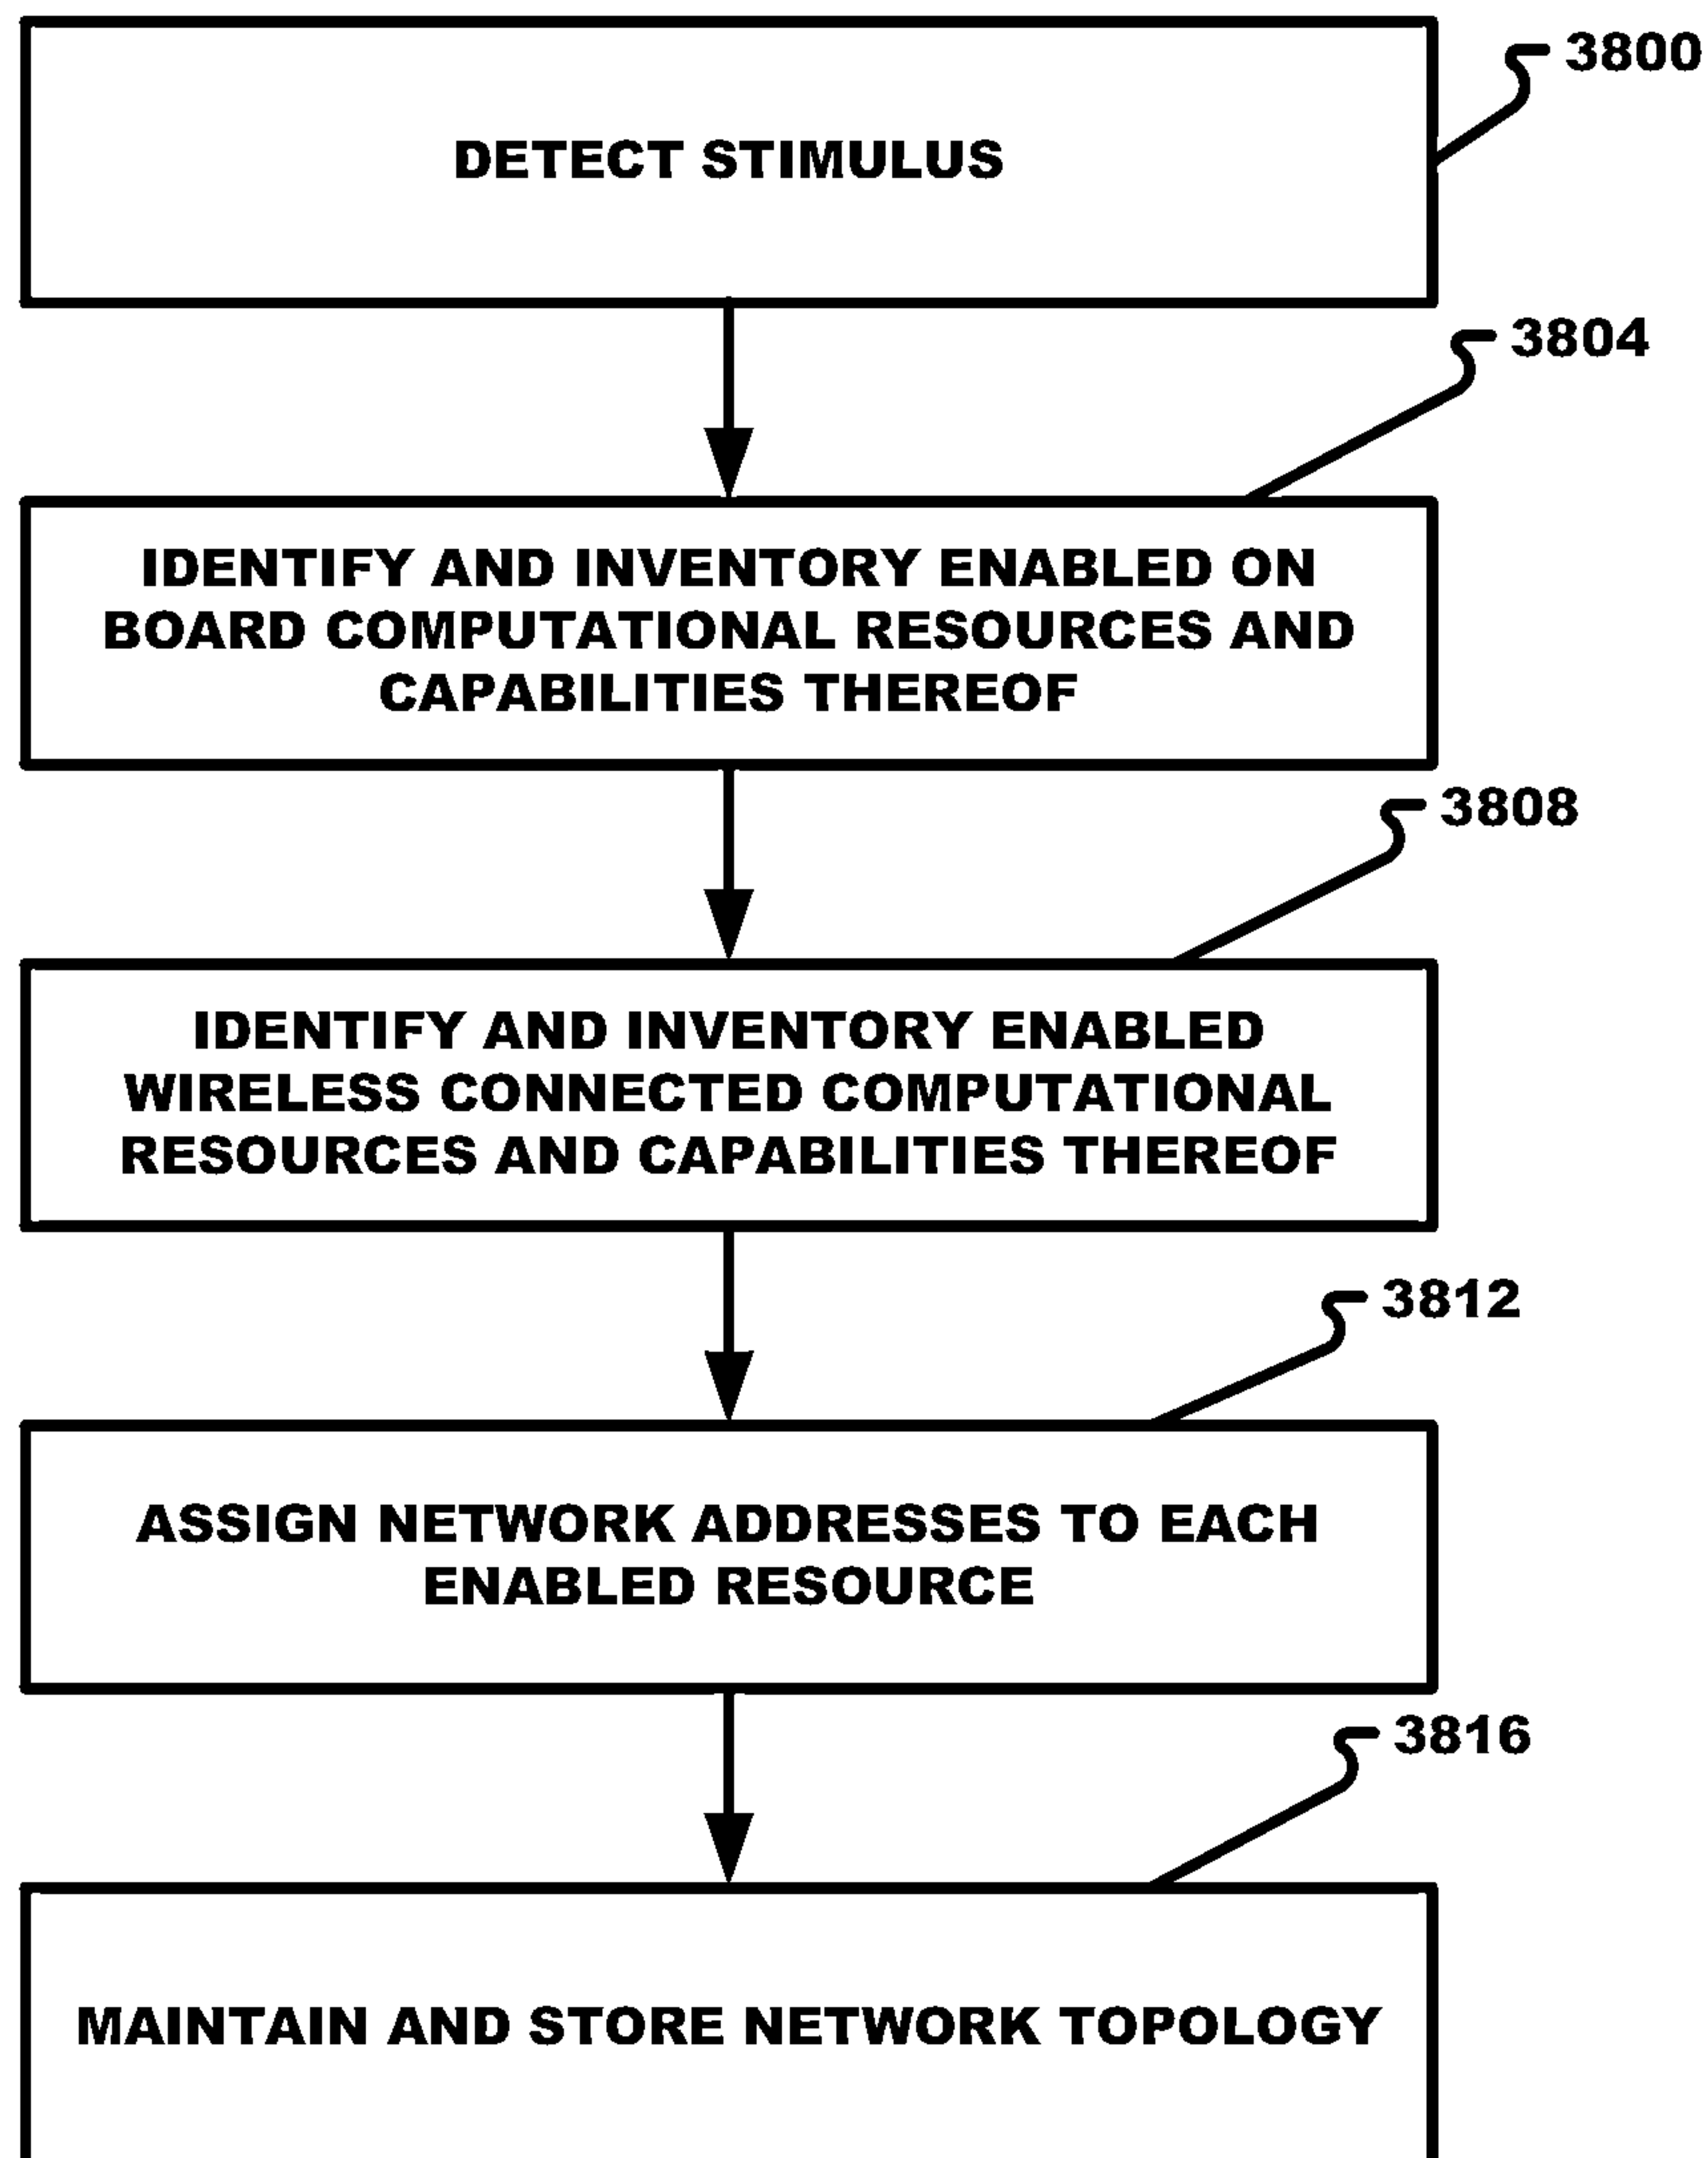 3800
DETECT STIMULUS
3804
IDENTIFY AND INVENTORY ENABLED ON
BOARD COMPUTATIONAL RESOURCES AND
CAPABILITIES THEREOF
3808
IDENTIFY AND INVENTORY ENABLED
WIRELESS CONNECTED COMPUTATIONAL
RESOURCES AND CAPABILITIES THEREOF
3812
ASSIGN NETWORK ADDRESSES TO EACH
ENABLED RESOURCE
3816
MAINTAIN AND STORE NETWORK TOPOLOGY